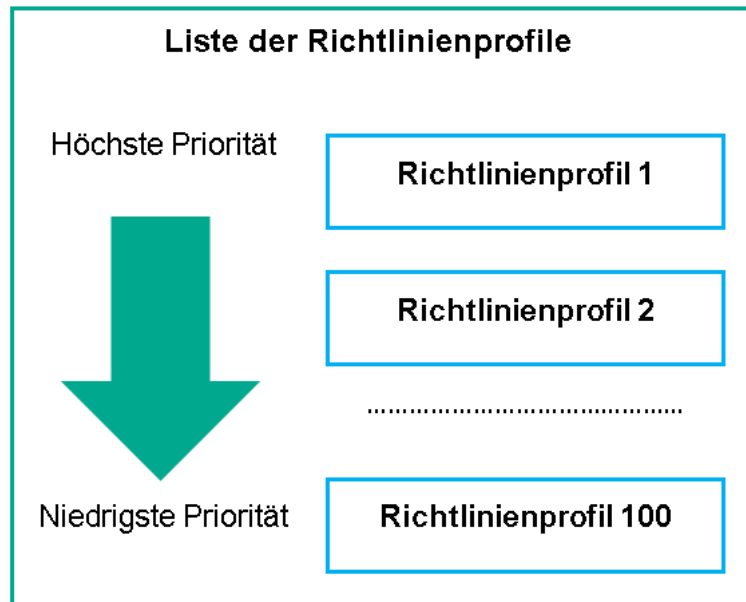 Liste der Richtlinienprofile
Höchste Priorität
Richtlinienprofil 1
Richtlinienprofil 2
................................................
Niedrigste Priorität
Richtlinienprofil 100